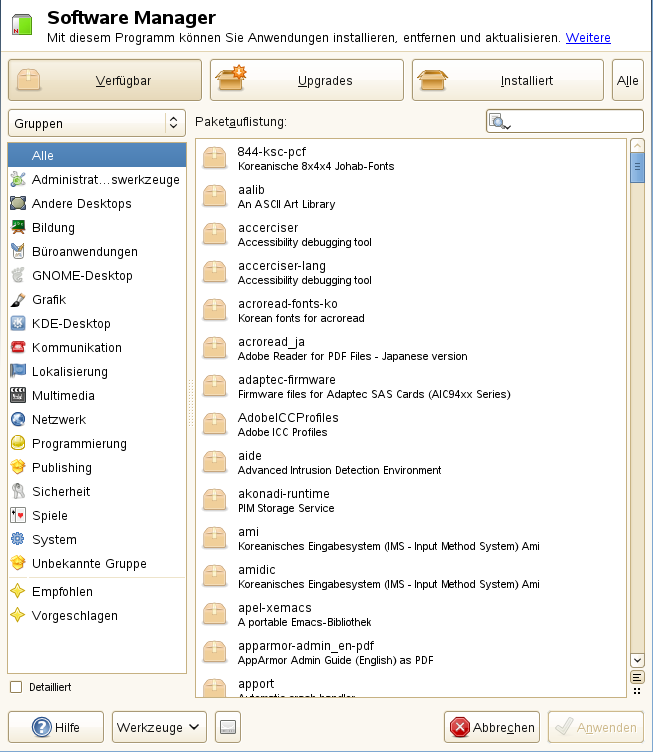 Software Manager
Mit diesem Programm können Sie Anwendungen installieren, entfernen und aktualisieren. Weitere
Verfügbar
Upgrades
Installiert
Alle
Gruppen
Paketauflistung:
Alle
Administrat...swerkzeuge
Andere Desktops
Bildung
Büroanwendungen
GNOME-Desktop
Grafik
KDE-Desktop
Kommunikation
Lokalisierung
Multimedia
Netzwerk
Programmierung
Publishing
Sicherheit
Spiele
System
Unbekannte Gruppe
Empfohlen
Vorgeschlagen
Detailliert
844-ksc-pcf
Koreanische 8x4x4 Johab-Fonts
aalib
An ASCII Art Library
accerciser
Accessibility debugging tool
accerciser-lang
Accessibility debugging tool
acroread-fonts-ko
Korean fonts for acroread
acroread_ja
Adobe Reader for PDF Files - Japanese version
adaptec-firmware
Firmware files for Adaptec SAS Cards (AIC94xx Series)
AdobeICCProfiles
Adobe ICC Profiles
aide
Advanced Intrusion Detection Environment
akonadi-runtime
PIM Storage Service
ami
Koreanisches Eingabesystem (IMS - Input Method System) Ami
amidic
Koreanisches Eingabesystem (IMS - Input Method System) Ami
apel-xemacs
A portable Emacs-Bibliothek
apparmor-admin_en-pdf
AppArmor Admin Guide (English) as PDF
apport
Automatic crash handler
Hilfe
Werkzeuge
Abbrechen
Anwenden